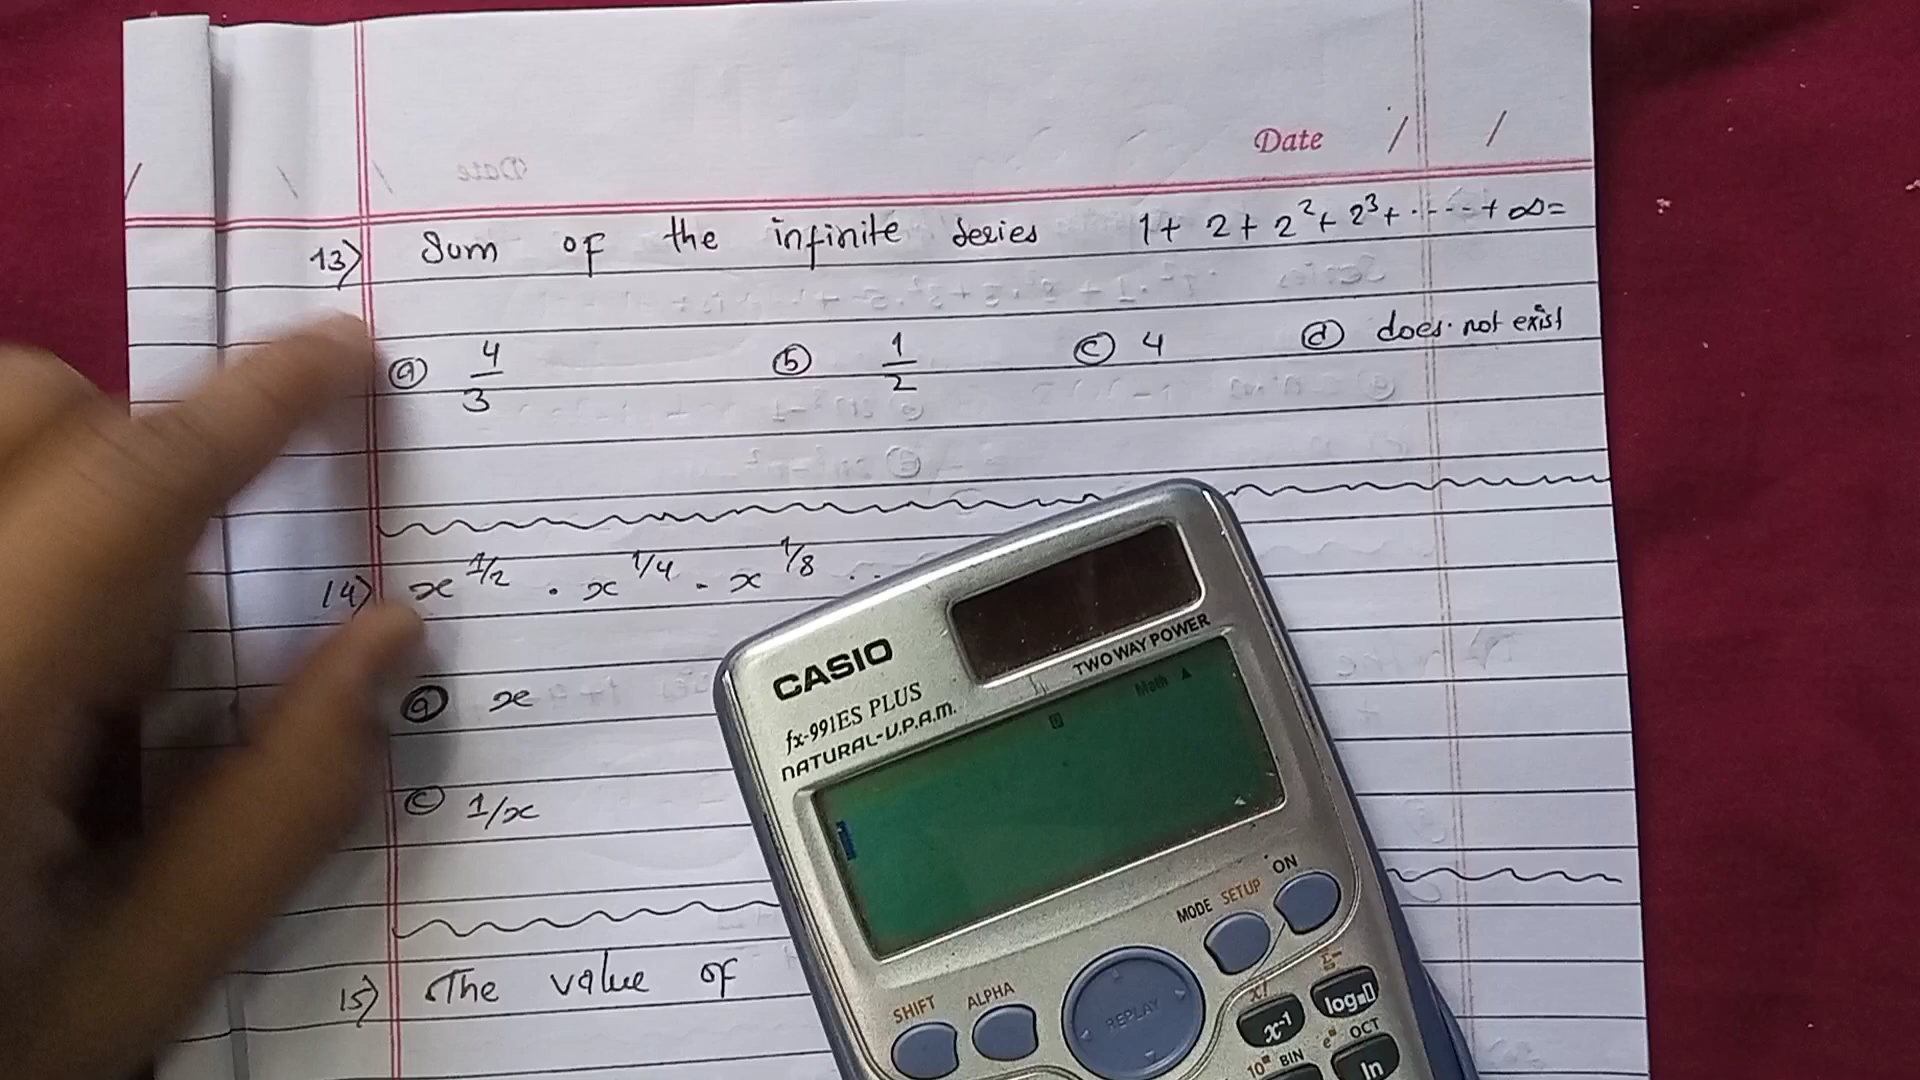 Date / /
13) Sum of the infinite series 1 + 2 + 2² + 2³ + ..... + ∞ =
ⓐ 4/3 ⓑ 1/2 ⓒ 4 ⓓ does not exist
14) x^1/2 . x^1/4 . x^1/8 ..
ⓐ x
ⓒ 1/x
15) The value of
CASIO
TWO WAY POWER
fx-991ES PLUS
NATURAL-V.P.A.M.
Math ▲
MODE SETUP ON
SHIFT ALPHA
REPLAY
x! 
x⁻¹ log
10 BIN e OCT
ln